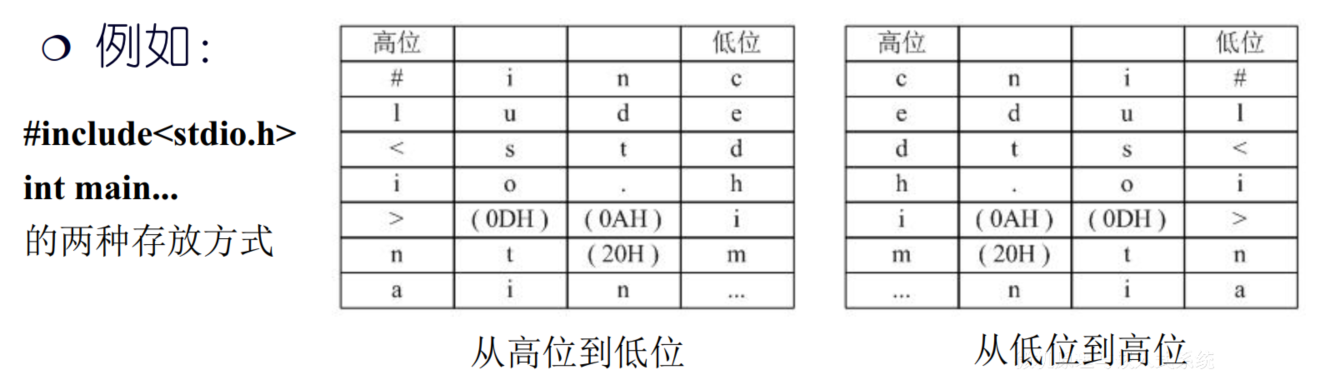 例如：
#include<stdio.h>
int main...
的两种存放方式
高位 低位
# i n c
l u d e
< s t d
i o . h
> (0DH) (0AH) i
n t (20H) m
a i n ...
从高位到低位
高位 低位
c n i #
e d u l
d t s <
h . o i
i (0AH) (0DH) >
m (20H) t n
... n i a
从低位到高位